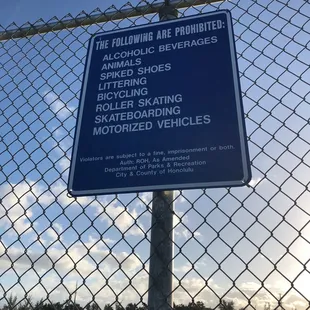 THE FOLLOWING ARE PROHIBITED:
ALCOHOLIC BEVERAGES
ANIMALS
SPIKED SHOES
LITTERING
BICYCLING
ROLLER SKATING
SKATEBOARDING
MOTORIZED VEHICLES
Violators are subject to a fine, imprisonment or both.
Auth. ROH, As Amended
Department of Parks & Recreation
City & County of Honolulu